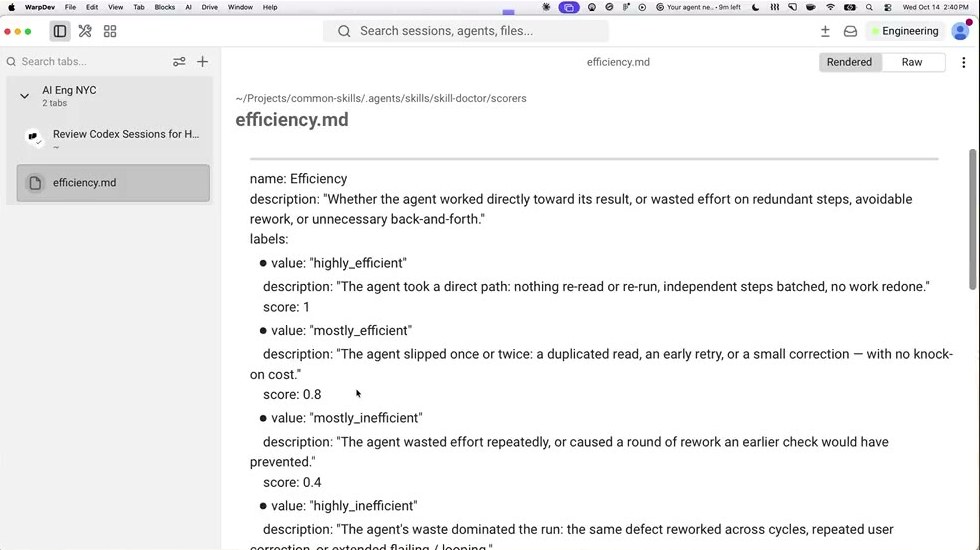 WarpDev File Edit View Tab Blocks AI Drive Window Help Your agent ne.. • 9m left Wed Oct 14 2:40 PM
Search sessions, agents, files...
Engineering
Search tabs...
efficiency.md
Rendered Raw
AI Eng NYC
2 tabs
Review Codex Sessions for H...
~
efficiency.md
~/Projects/common-skills/.agents/skills/skill-doctor/scorers
efficiency.md
name: Efficiency
description: "Whether the agent worked directly toward its result, or wasted effort on redundant steps, avoidable
rework, or unnecessary back-and-forth."
labels:
● value: "highly_efficient"
description: "The agent took a direct path: nothing re-read or re-run, independent steps batched, no work redone."
score: 1
● value: "mostly_efficient"
description: "The agent slipped once or twice: a duplicated read, an early retry, or a small correction — with no knock-
on cost."
score: 0.8
● value: "mostly_inefficient"
description: "The agent wasted effort repeatedly, or caused a round of rework an earlier check would have
prevented."
score: 0.4
● value: "highly_inefficient"
description: "The agent's waste dominated the run: the same defect reworked across cycles, repeated user
correction, or extended flailing / looping."